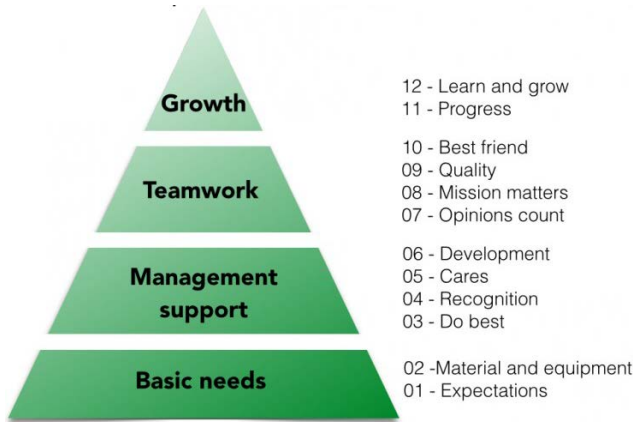 Growth
12 - Learn and grow
11 - Progress
Teamwork
10 - Best friend
09 - Quality
08 - Mission matters
07 - Opinions count
Management
support
06 - Development
05 - Cares
04 - Recognition
03 - Do best
Basic needs
02 -Material and equipment
01 - Expectations